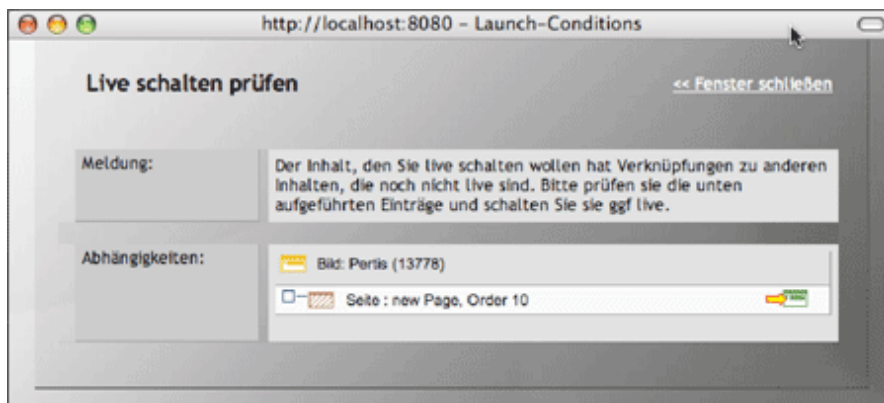 http://localhost:8080 – Launch-Conditions
Live schalten prüfen
<< Fenster schließen
Meldung:
Der Inhalt, den Sie live schalten wollen hat Verknüpfungen zu anderen
Inhalten, die noch nicht live sind. Bitte prüfen sie die unten
aufgeführten Einträge und schalten Sie sie ggf live.
Abhängigkeiten:
Bild: Pertis (13778)
Seite : new Page, Order 10